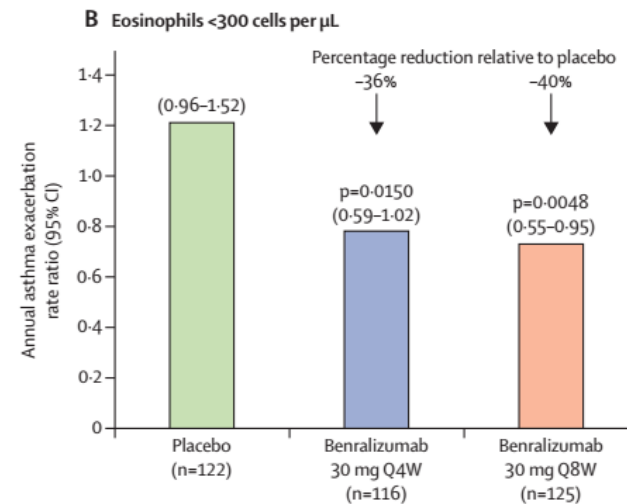 B Eosinophils <300 cells per μL
Percentage reduction relative to placebo
–36%
–40%
Annual asthma exacerbation
rate ratio (95% CI)
1·4
1·2
1·0
0·8
0·6
0·4
0·2
0
(0·96–1·52)
p=0·0150
(0·59–1·02)
p=0·0048
(0·55–0·95)
Placebo
(n=122)
Benralizumab
30 mg Q4W
(n=116)
Benralizumab
30 mg Q8W
(n=125)